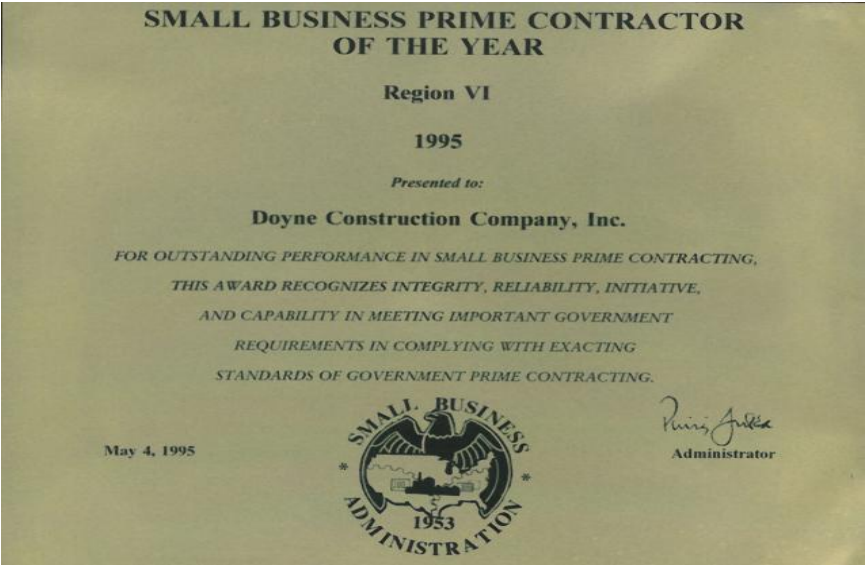 SMALL BUSINESS PRIME CONTRACTOR
OF THE YEAR
Region VI
1995
Presented to:
Doyne Construction Company, Inc.
FOR OUTSTANDING PERFORMANCE IN SMALL BUSINESS PRIME CONTRACTING,
THIS AWARD RECOGNIZES INTEGRITY, RELIABILITY, INITIATIVE,
AND CAPABILITY IN MEETING IMPORTANT GOVERNMENT
REQUIREMENTS IN COMPLYING WITH EXACTING
STANDARDS OF GOVERNMENT PRIME CONTRACTING.
May 4, 1995
SMALL BUSINESS
* *
1953
ADMINISTRATION
Administrator